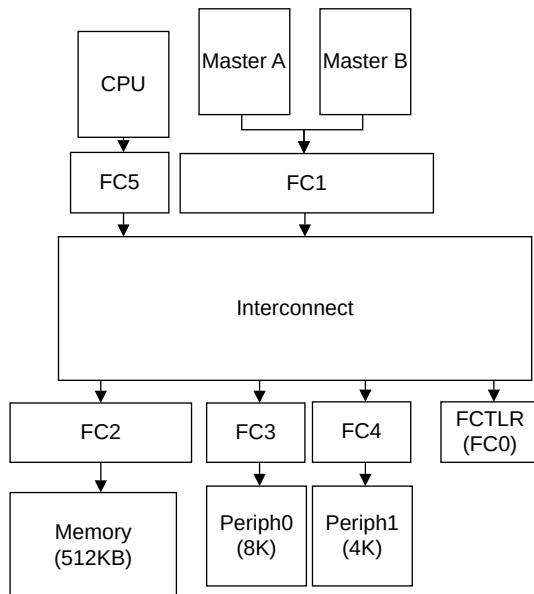 CPU
Master A
Master B
FC5
FC1
Interconnect
FC2
FC3
FC4
FCTLR
(FC0)
Memory
(512KB)
Periph0
(8K)
Periph1
(4K)